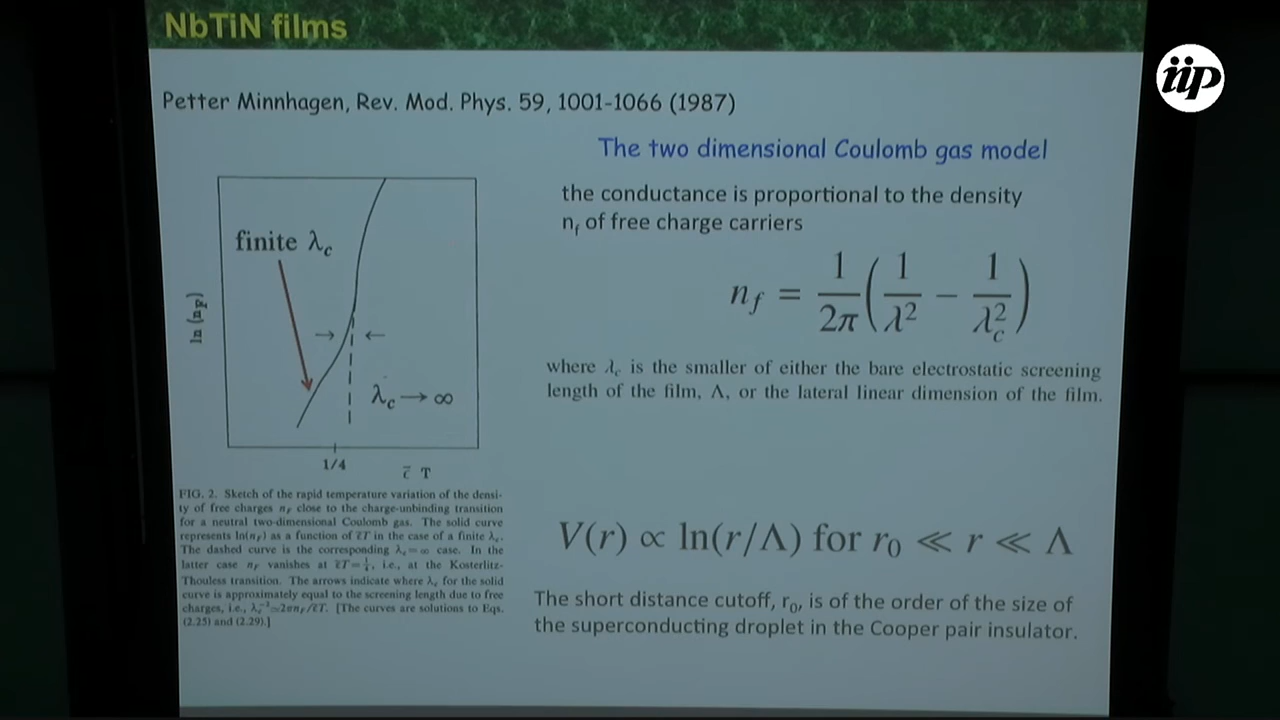 NbTiN films
iip
Petter Minnhagen, Rev. Mod. Phys. 59, 1001-1066 (1987)
The two dimensional Coulomb gas model
the conductance is proportional to the density
n_f of free charge carriers
n_f = 1/2π (1/λ² − 1/λ_c²)
where λ_c is the smaller of either the bare electrostatic screening
length of the film, Λ, or the lateral linear dimension of the film.
V(r) ∝ ln(r/Λ) for r₀ ≪ r ≪ Λ
The short distance cutoff, r₀, is of the order of the size of
the superconducting droplet in the Cooper pair insulator.
finite λ_c
ln (n_F)
→ ←
λ_c → ∞
1/4
c̄ T
FIG. 2. Sketch of the rapid temperature variation of the densi-
ty of free charges n_F close to the charge-unbinding transition
for a neutral two-dimensional Coulomb gas. The solid curve
represents ln(n_F) as a function of c̄T in the case of a finite λ_c.
The dashed curve is the corresponding λ_c=∞ case. In the
latter case n_F vanishes at c̄T=¼, i.e., at the Kosterlitz-
Thouless transition. The arrows indicate where λ_c for the solid
curve is approximately equal to the screening length due to free
charges, i.e., λ_c⁻²≃2πn_F/c̄T. [The curves are solutions to Eqs.
(2.25) and (2.29).]